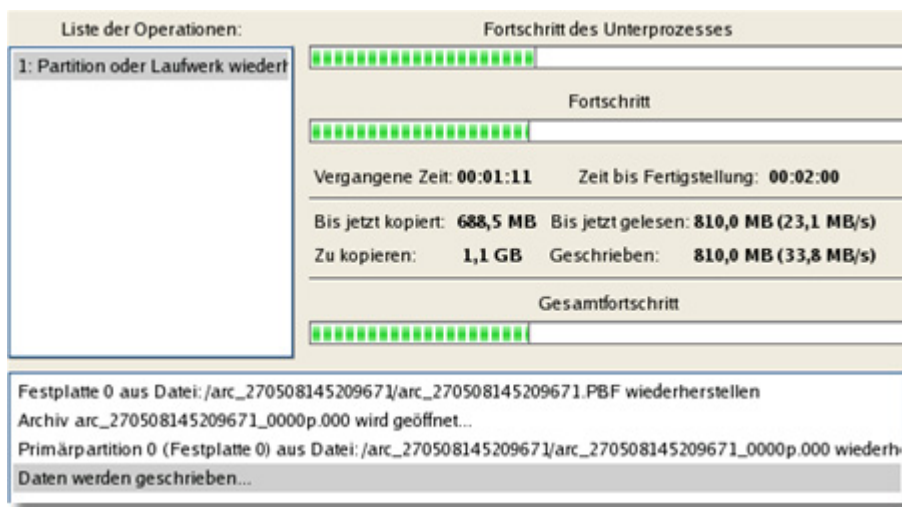 Liste der Operationen:
1: Partition oder Laufwerk wiederh
Fortschritt des Unterprozesses
Fortschritt
Vergangene Zeit: 00:01:11 Zeit bis Fertigstellung: 00:02:00
Bis jetzt kopiert: 688,5 MB Bis jetzt gelesen: 810,0 MB (23,1 MB/s)
Zu kopieren: 1,1 GB Geschrieben: 810,0 MB (33,8 MB/s)
Gesamtfortschritt
Festplatte 0 aus Datei: /arc_270508145209671/arc_270508145209671.PBF wiederherstellen
Archiv arc_270508145209671_0000p.000 wird geöffnet...
Primärpartition 0 (Festplatte 0) aus Datei: /arc_270508145209671/arc_270508145209671_0000p.000 wiederh
Daten werden geschrieben...